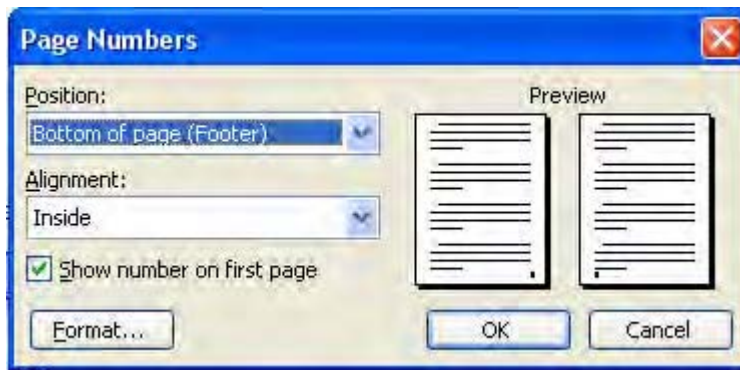 Page Numbers
Position:
Preview
Bottom of page (Footer)
Alignment:
Inside
Show number on first page
Format...
OK
Cancel